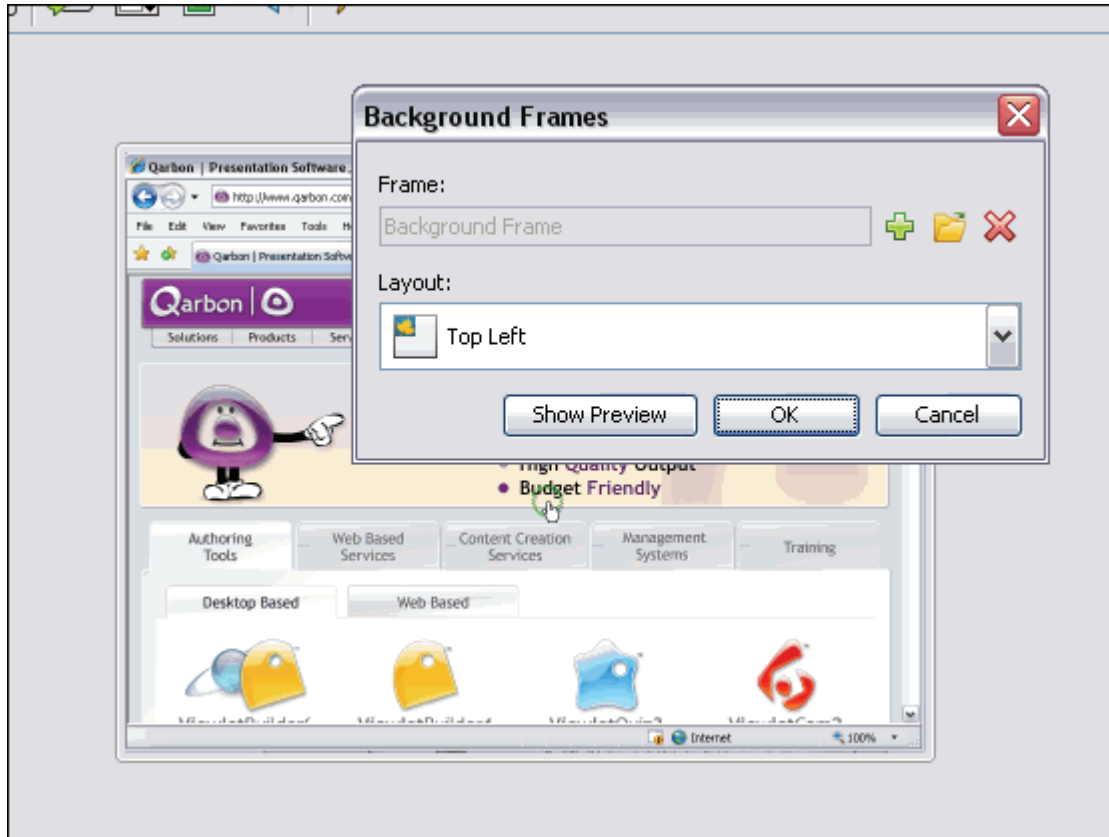 Background Frames
Frame:
Background Frame
Layout:
Top Left
Show Preview
OK
Cancel
Qarbon | Presentation Software
http://www.qarbon.com
File Edit View Favorites Tools
Qarbon | Presentation Softw
Qarbon
Solutions Products Serv
High Quality Output
Budget Friendly
Authoring Tools
Web Based Services
Content Creation Services
Management Systems
Training
Desktop Based
Web Based
Internet
100%